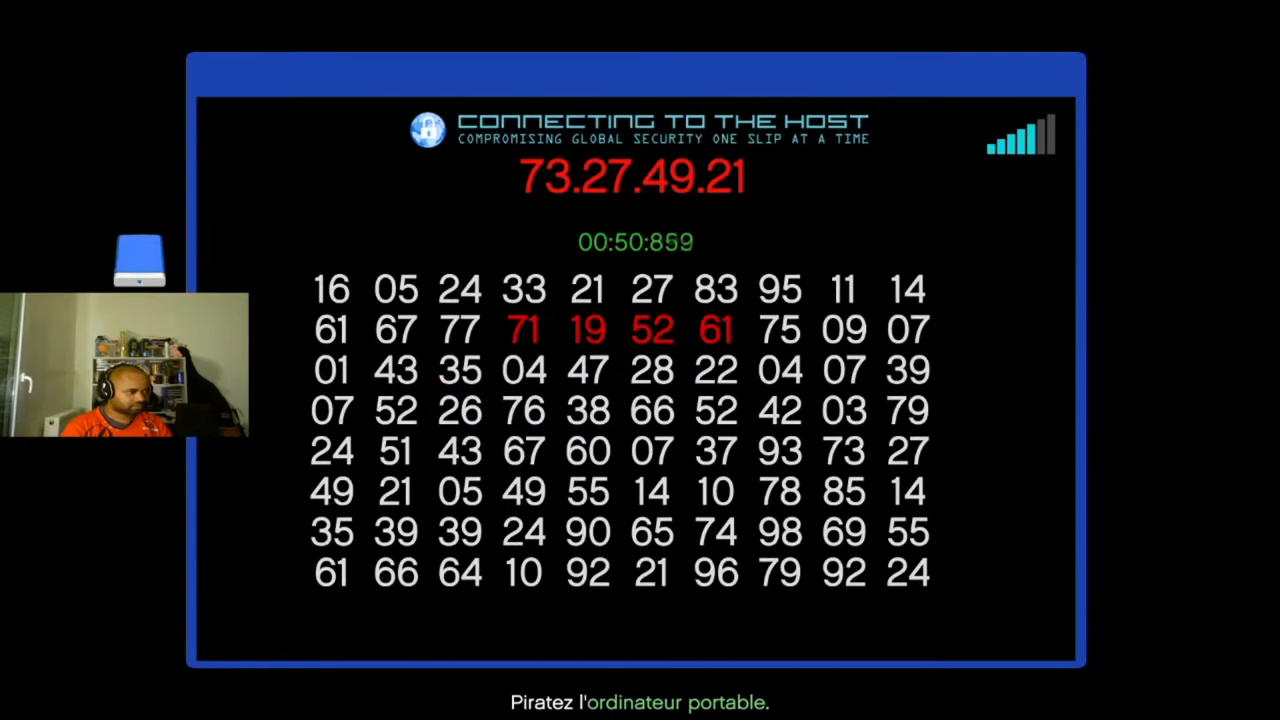 CONNECTING TO THE HOST
COMPROMISING GLOBAL SECURITY ONE SLIP AT A TIME
73.27.49.21
00:50:859
16 05 24 33 21 27 83 95 11 14
61 67 77 71 19 52 61 75 09 07
01 43 35 04 47 28 22 04 07 39
07 52 26 76 38 66 52 42 03 79
24 51 43 67 60 07 37 93 73 27
49 21 05 49 55 14 10 78 85 14
35 39 39 24 90 65 74 98 69 55
61 66 64 10 92 21 96 79 92 24
Piratez l'ordinateur portable.